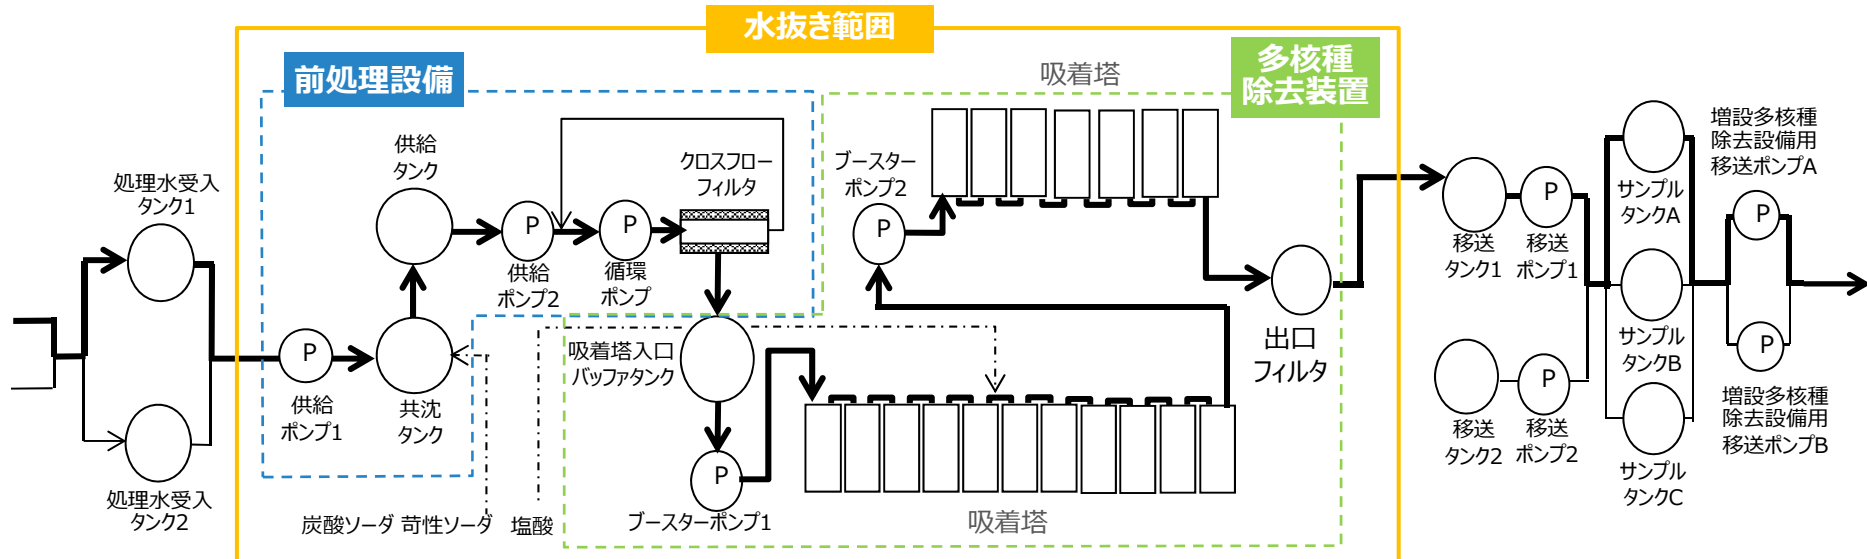 水抜き範囲
前処理設備
多核種
除去装置
吸着塔
供給
タンク
クロスフロー
フィルタ
ブースター
ポンプ2
処理水受入
タンク1
P
供給
ポンプ2
P
循環
ポンプ
P
P
供給
ポンプ1
共沈
タンク
処理水受入
タンク2
炭酸ソーダ
苛性ソーダ
塩酸
吸着塔入口
バッファタンク
P
ブースターポンプ1
吸着塔
出口
フィルタ
移送
タンク1
P
移送
ポンプ1
移送
タンク2
P
移送
ポンプ2
サンプル
タンクA
サンプル
タンクB
サンプル
タンクC
増設多核種
除去設備用
移送ポンプA
P
P
増設多核種
除去設備用
移送ポンプB